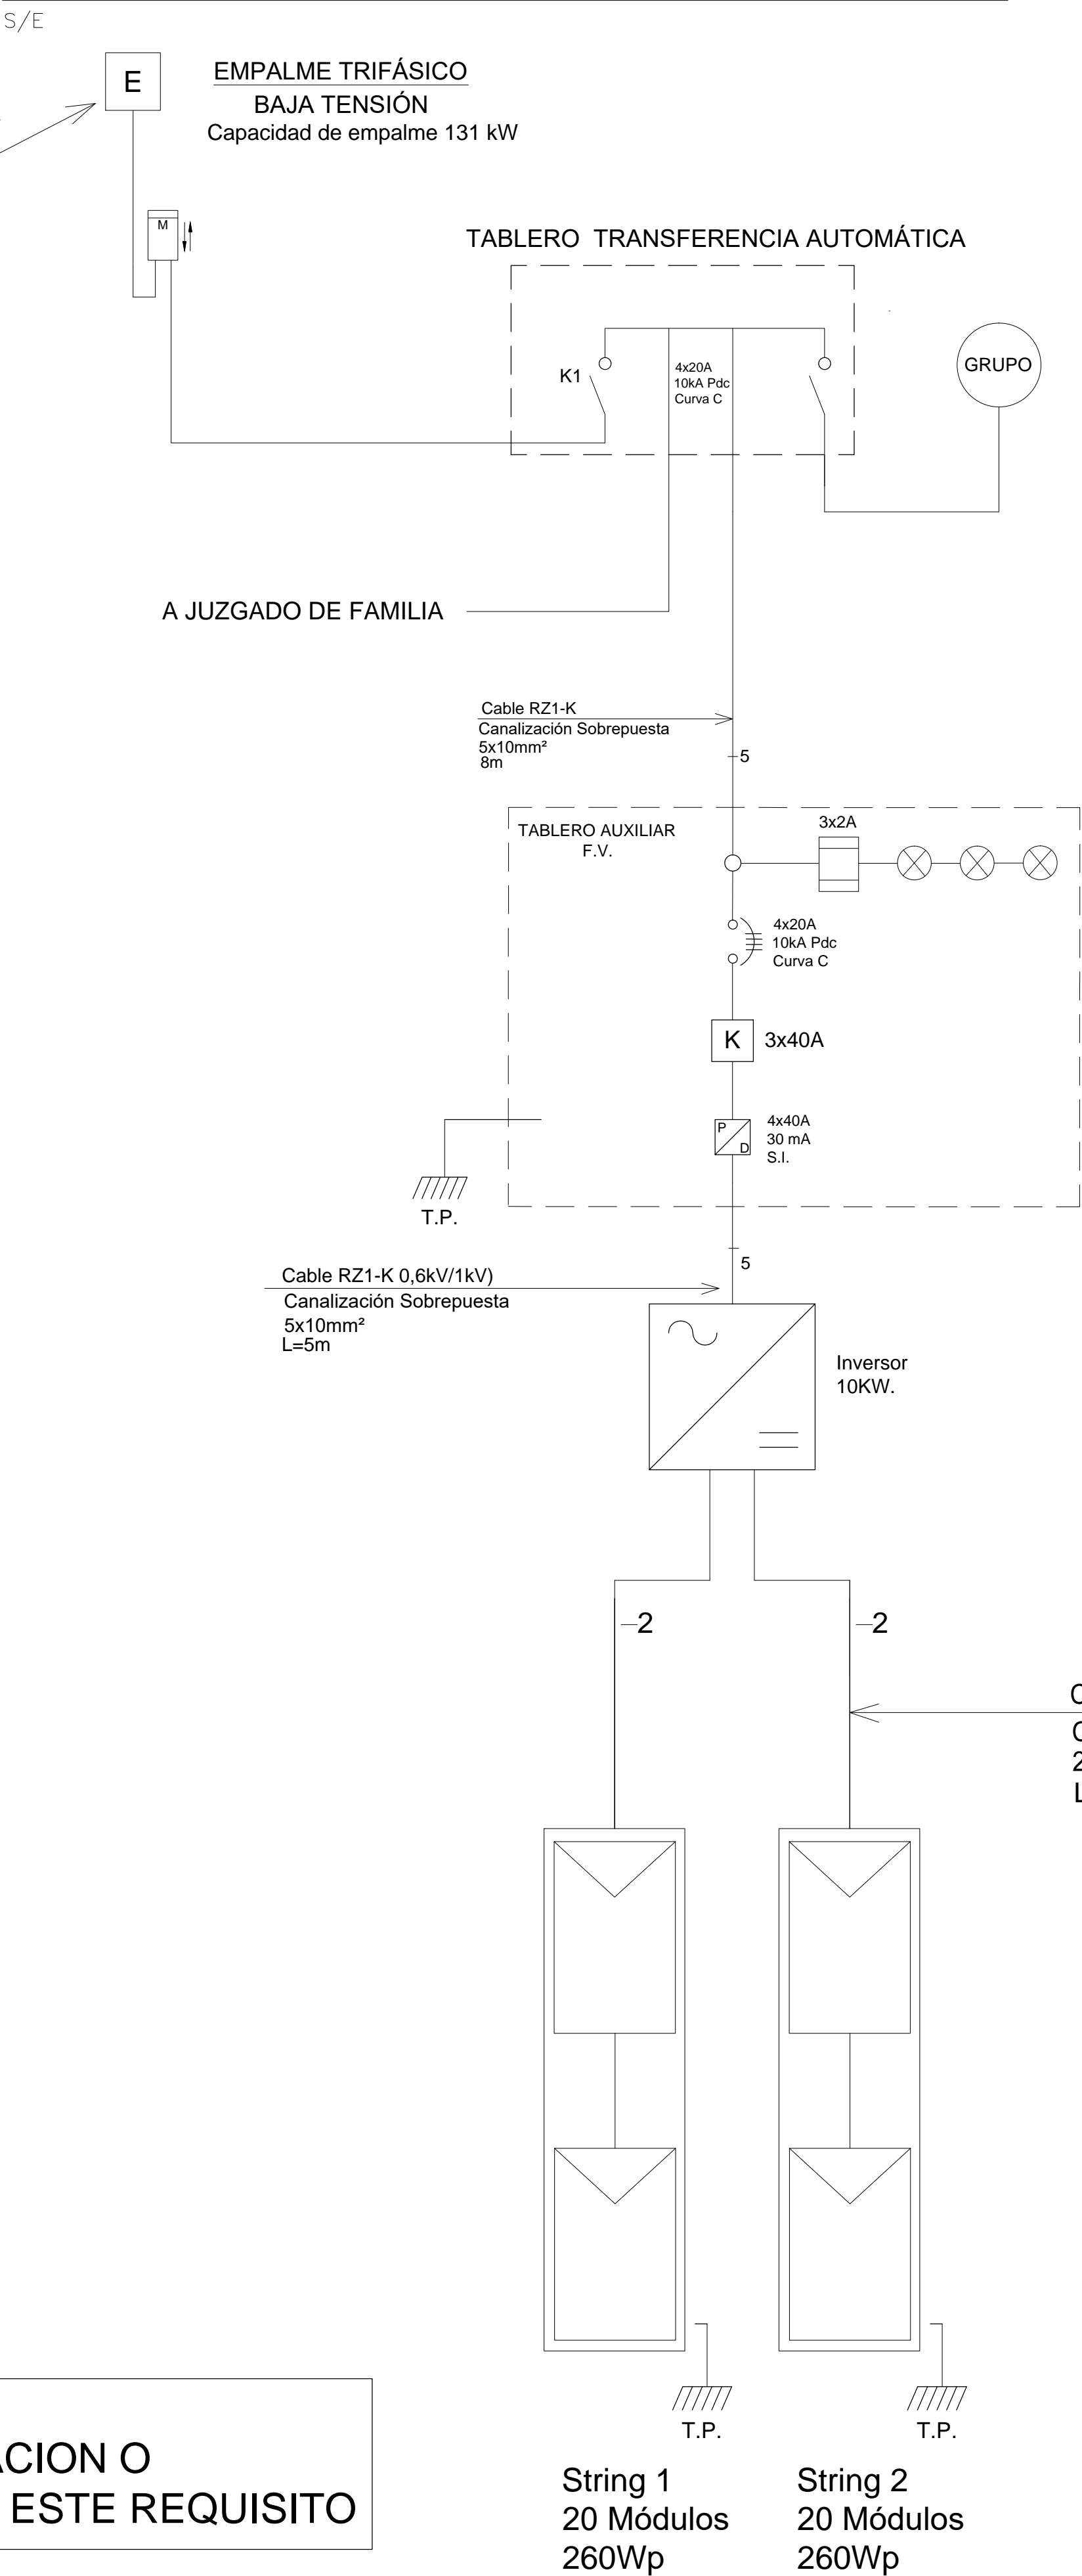 S/E
E
EMPALME TRIFÁSICO
BAJA TENSIÓN
Capacidad de empalme 131 kW
M
TABLERO TRANSFERENCIA AUTOMÁTICA
K1
4x20A
10kA Pdc
Curva C
GRUPO
A JUZGADO DE FAMILIA
Cable RZ1-K
Canalización Sobrepuesta
5x10mm²
8m
5
TABLERO AUXILIAR
F.V.
3x2A
4x20A
10kA Pdc
Curva C
K
3x40A
P
D
4x40A
30 mA
S.I.
T.P.
5
Cable RZ1-K 0,6kV/1kV)
Canalización Sobrepuesta
5x10mm²
L=5m
Inversor
10KW.
2
2
2
L
T.P.
T.P.
ACION O
ESTE REQUISITO
String 1
20 Módulos
260Wp
String 2
20 Módulos
260Wp